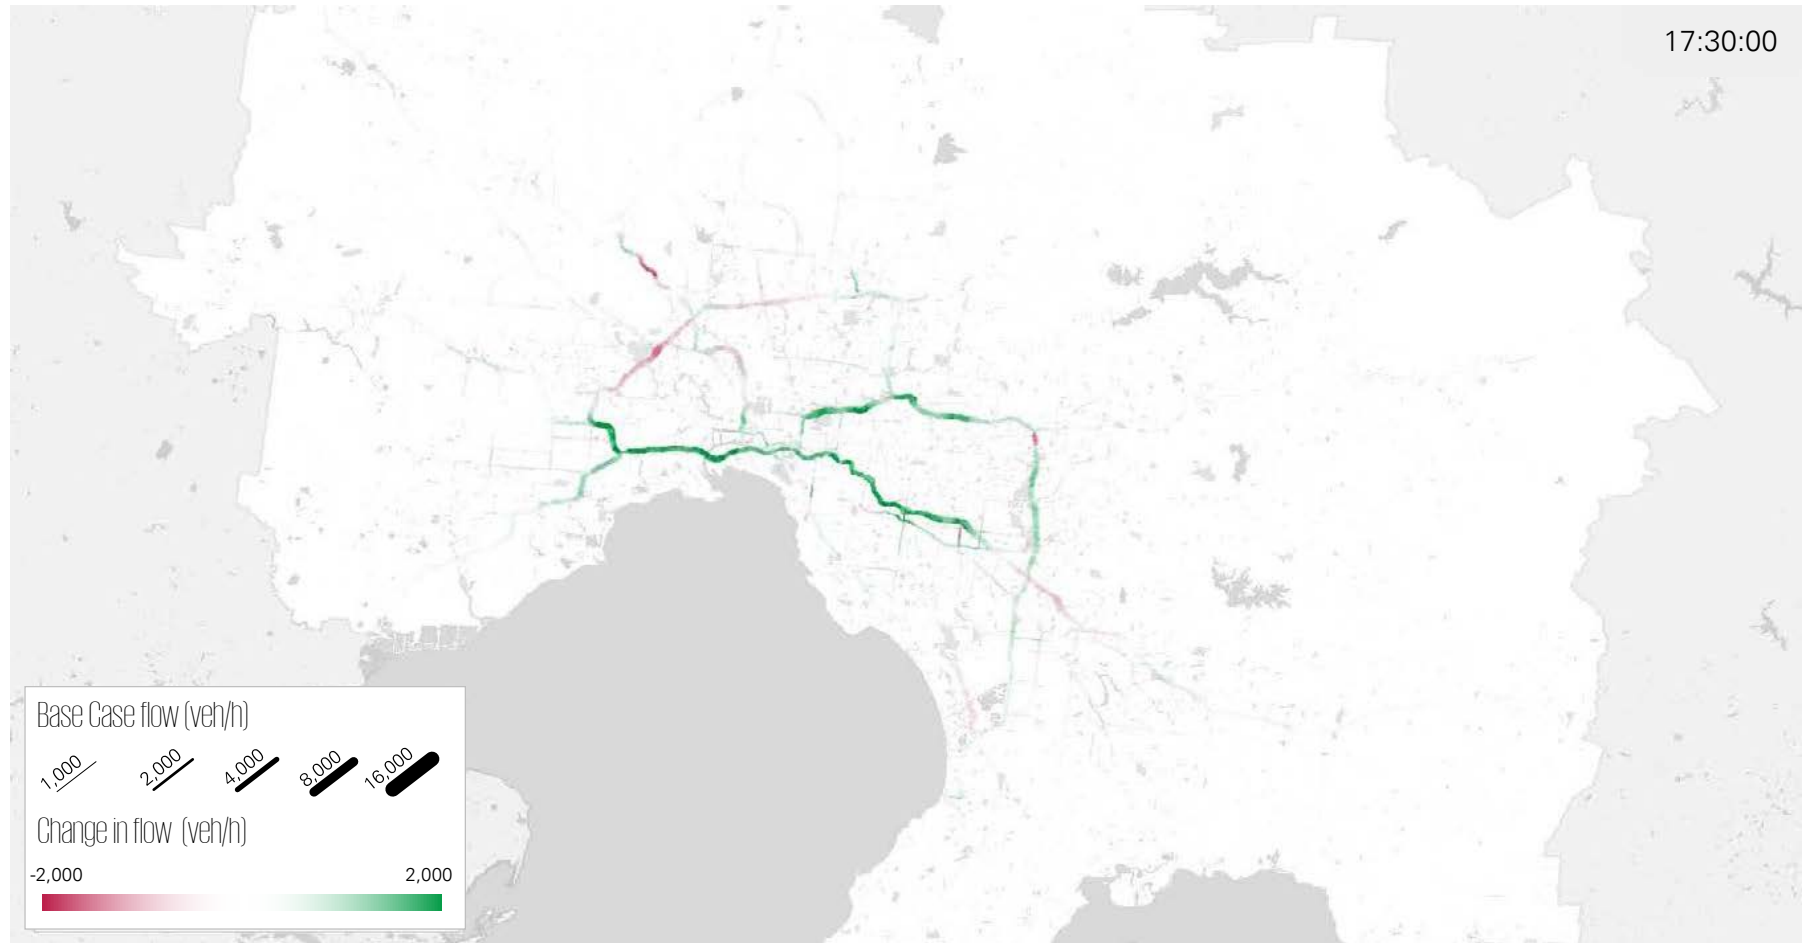 17:30:00
Base Case flow (veh/h)
1,000 2,000 4,000 8,000 16,000
Change in flow (veh/h)
-2,000 2,000